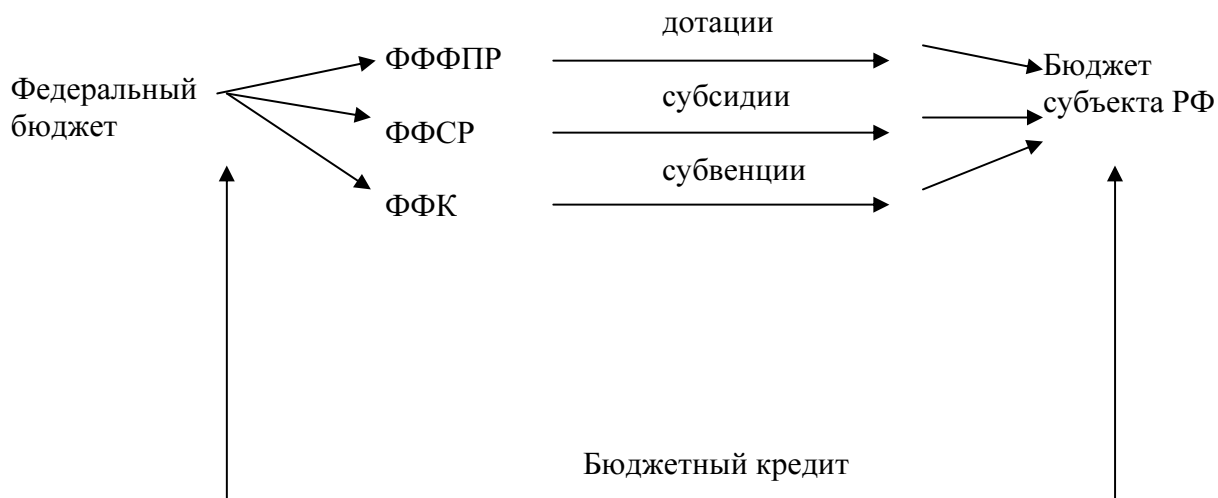 дотации
ФФФПР
Федеральный
бюджет
Бюджет
субъекта РФ
субсидии
ФФСР
субвенции
ФФК
Бюджетный кредит